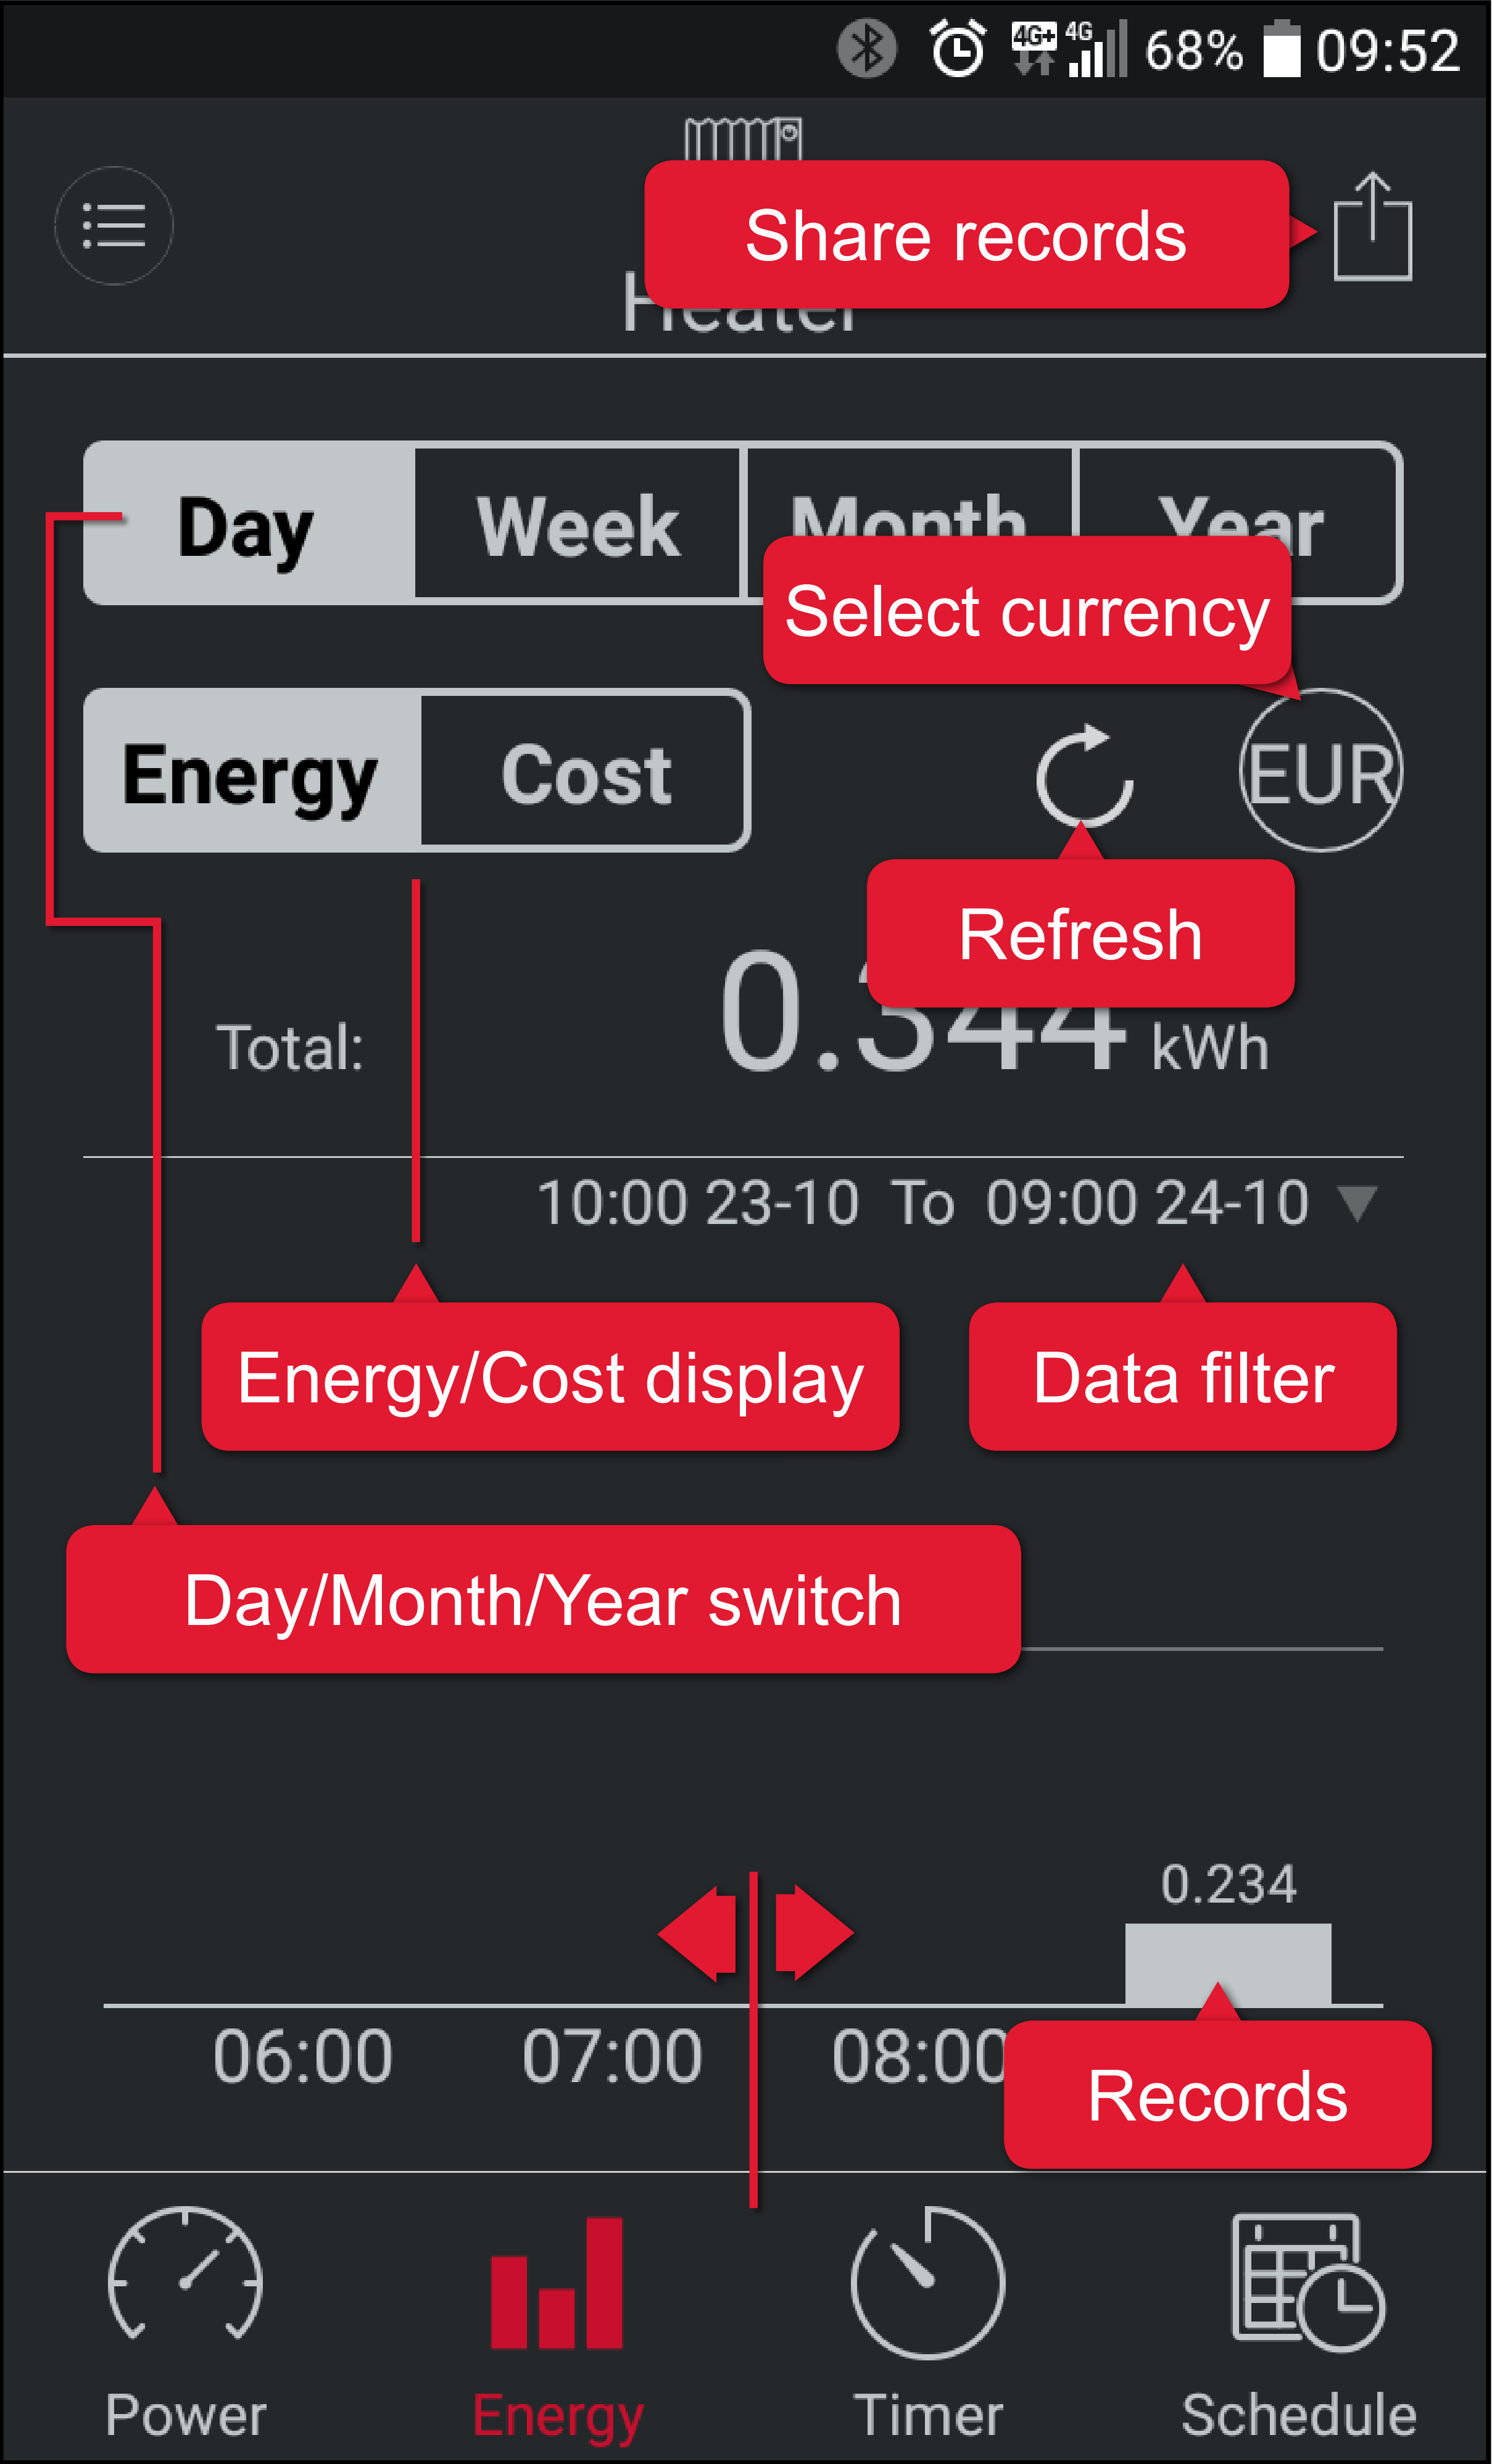 4G+ 4G 68% 09:52
Share records
Heater
Day Week Month Year
Select currency
Energy Cost EUR
Refresh
Total: 0.344 kWh
10:00 23-10 To 09:00 24-10
Energy/Cost display Data filter
Day/Month/Year switch
0.234
06:00 07:00 08:00
Records
Power Energy Timer Schedule